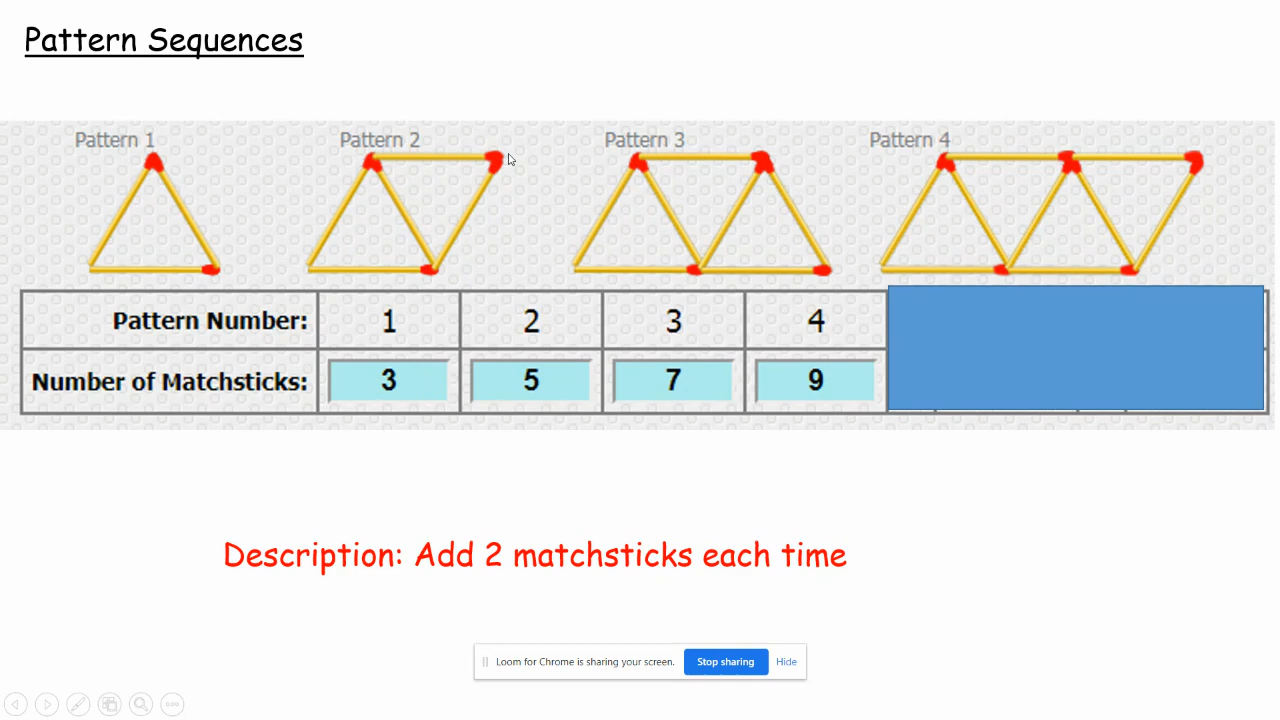 Pattern Sequences
Pattern 1 Pattern 2 Pattern 3 Pattern 4
Pattern Number: 1 2 3 4
Number of Matchsticks: 3 5 7 9
Description: Add 2 matchsticks each time
Loom for Chrome is sharing your screen. Stop sharing Hide